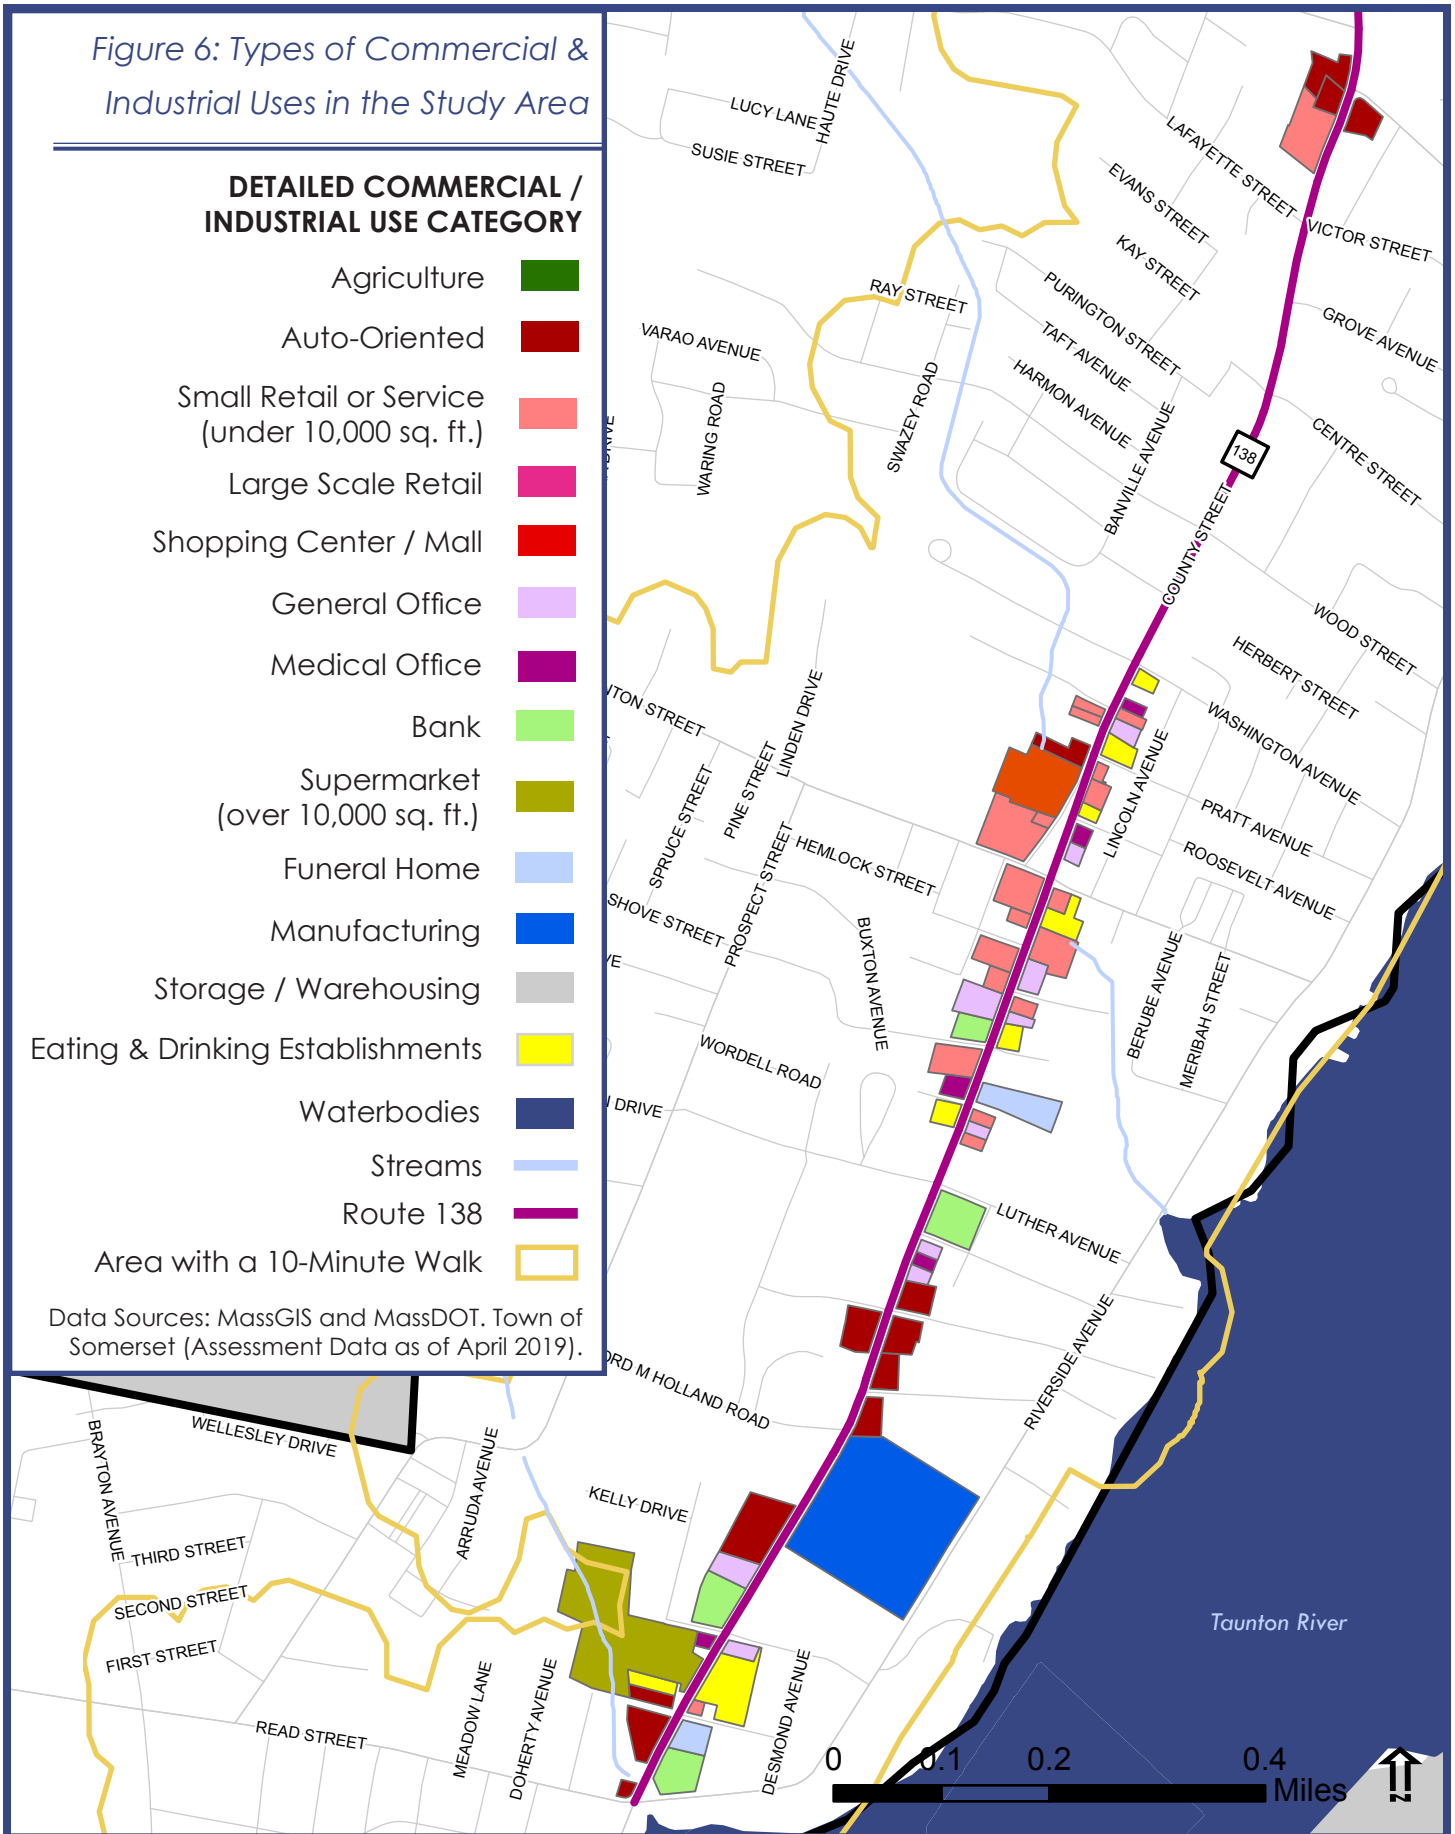 Figure 6: Types of Commercial &
Industrial Uses in the Study Area
DETAILED COMMERCIAL /
INDUSTRIAL USE CATEGORY
Agriculture
Auto-Oriented
Small Retail or Service
(under 10,000 sq. ft.)
Large Scale Retail
Shopping Center / Mall
General Office
Medical Office
Bank
Supermarket
(over 10,000 sq. ft.)
Funeral Home
Manufacturing
Storage / Warehousing
Eating & Drinking Establishments
Waterbodies
Streams
Route 138
Area with a 10-Minute Walk
Data Sources: MassGIS and MassDOT. Town of
Somerset (Assessment Data as of April 2019).
HAUTE DRIVE
LUCY LANE
SUSIE STREET
LAFAYETTE STREET
EVANS STREET
VICTOR STREET
KAY STREET
RAY STREET
PURINGTON STREET
GROVE AVENUE
VARAO AVENUE
TAFT AVENUE
HARMON AVENUE
SWAZEY ROAD
WARING ROAD
BANVILLE AVENUE
CENTRE STREET
138
COUNTY STREET
WOOD STREET
HERBERT STREET
NTON STREET
LINDEN DRIVE
WASHINGTON AVENUE
LINCOLN AVENUE
PINE STREET
SPRUCE STREET
PRATT AVENUE
HEMLOCK STREET
PROSPECT STREET
ROOSEVELT AVENUE
SHOVE STREET
BUXTON AVENUE
VE
BERUBE AVENUE
MERIBAH STREET
WORDELL ROAD
DRIVE
LUTHER AVENUE
RIVERSIDE AVENUE
ORD M HOLLAND ROAD
WELLESLEY DRIVE
BRAYTON AVENUE
ARRUDA AVENUE
KELLY DRIVE
THIRD STREET
SECOND STREET
FIRST STREET
Taunton River
MEADOW LANE
DOHERTY AVENUE
DESMOND AVENUE
READ STREET
0 0.1 0.2 0.4
Miles
N